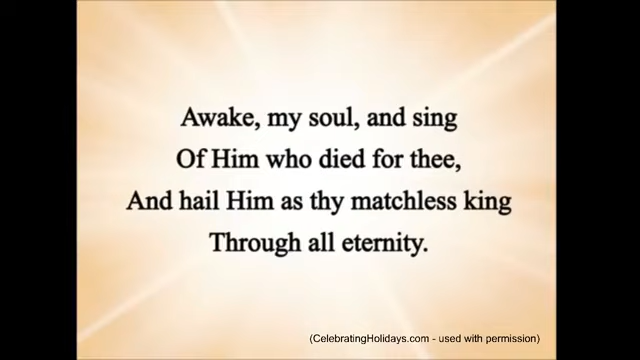 Awake, my soul, and sing
Of Him who died for thee,
And hail Him as thy matchless king
Through all eternity.
(CelebratingHolidays.com - used with permission)